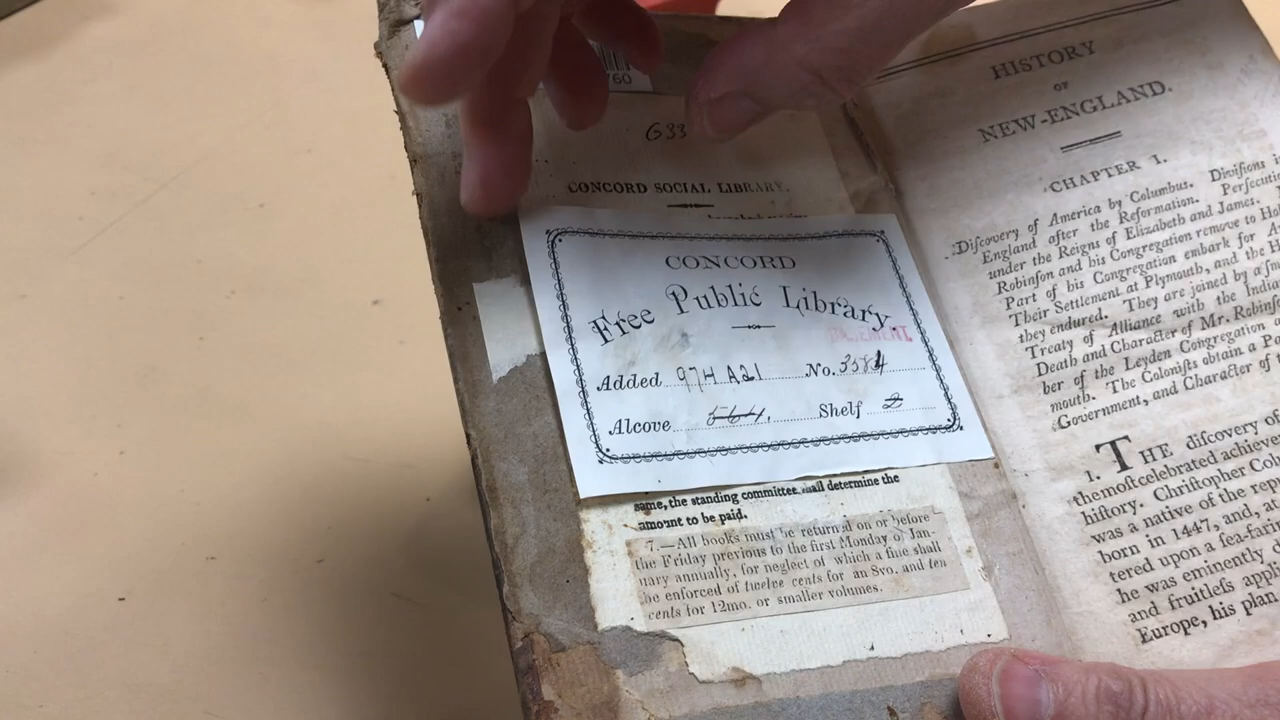 760
G33
CONCORD SOCIAL LIBRARY.
CONCORD
Free Public Library,
Added 97H A21 No. 3584
Alcove 564. Shelf 2
same, the standing committee shall determine the
amount to be paid.
7.—All books must be returned on or before
the Friday previous to the first Monday of Jan-
uary annually, for neglect of which a fine shall
be enforced of twelve cents for an 8vo. and ten
cents for 12mo. or smaller volumes.
HISTORY
OF
NEW-ENGLAND.
CHAPTER I.
Diſcovery of America by Columbus. Diviſions
England after the Reformation. Perſecuti
under the Reigns of Elizabeth and James.
Robinſon and his Congregation remove to
Part of his Congregation embark for
Their Settlement at Plymouth, and the
they endured. They are joined by a ſm
Treaty of Alliance with the Indi
Death and Character of Mr. Robinſ
ber of the Leyden Congregation
mouth. The Coloniſts obtain a Pa
Government, and Character of
1. THE diſcovery of
the moſt celebrated achieve
hiſtory. Chriſtopher Col
was a native of the rep
born in 1447, and, a
tered upon a ſea-fari
he was eminently
and fruitleſs appli
Europe, his plan